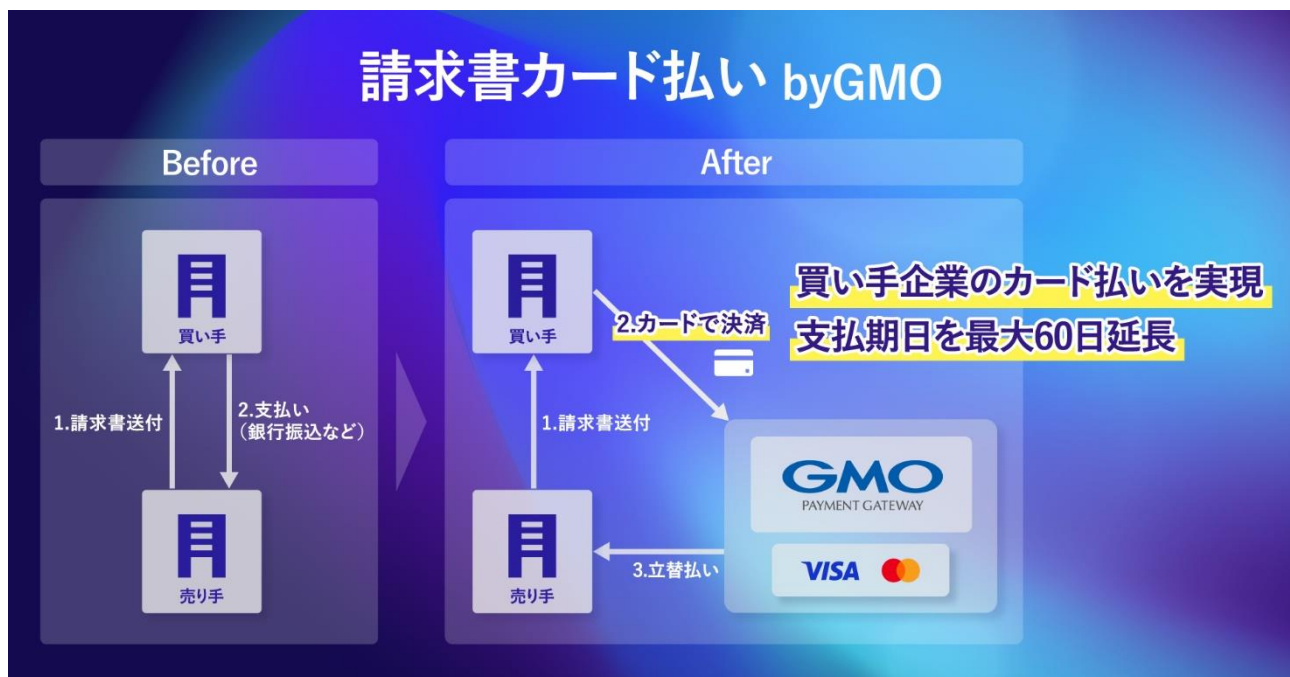 請求書カード払い byGMO
Before
買い手
1.請求書送付
2.支払い
（銀行振込など）
売り手
After
買い手
2.カードで決済
1.請求書送付
GMO
PAYMENT GATEWAY
VISA
3.立替払い
売り手
買い手企業のカード払いを実現
支払期日を最大60日延長